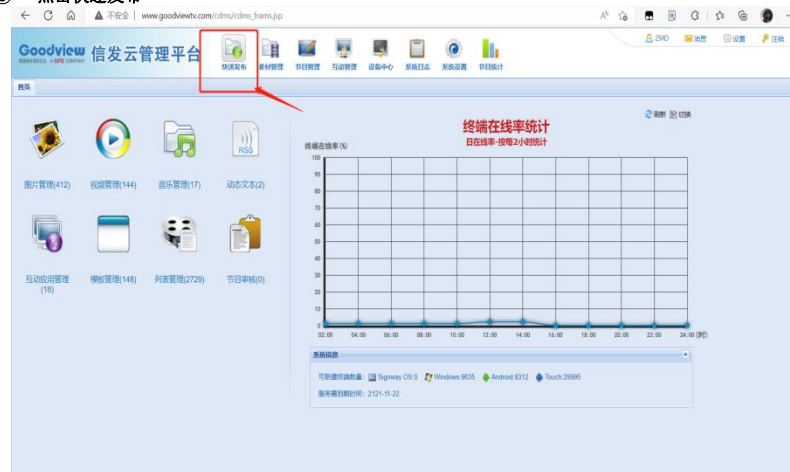 点击快速发布
不安全 | www.goodviewtv.com/cdms/cdms_frams.jsp
Goodview 信发云管理平台
快速发布 素材管理 节目管理 互动管理 设备中心 系统日志 系统设置 节目统计
ZMD 消息 设置 注销
首页
刷新 切换
终端在线率统计
日在线率-按每2小时统计
终端在线率(%)
100
90
80
70
60
50
40
30
20
10
0
02:00 04:00 06:00 08:00 10:00 12:00 14:00 16:00 18:00 20:00 22:00 24:00 (时)
RSS
图片管理(412) 视频管理(144) 音乐管理(17) 动态文本(2)
互动应用管理(18) 模板管理(148) 列表管理(2729) 节目审核(0)
系统信息
可新建终端数量: Signway OS:0 Windows:9635 Android:8312 Touch:29995
服务器到期时间: 2121-11-22